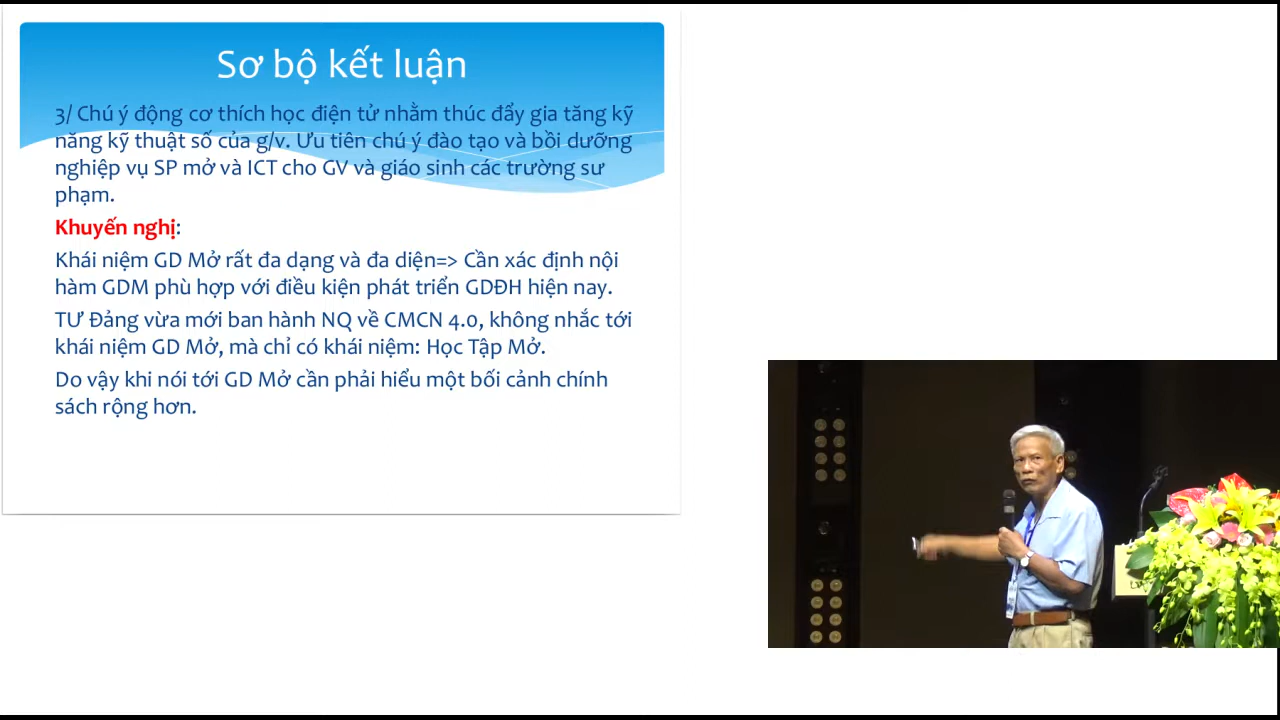 Sơ bộ kết luận
3/ Chú ý động cơ thích học điện tử nhằm thúc đẩy gia tăng kỹ
năng kỹ thuật số của g/v. Ưu tiên chú ý đào tạo và bồi dưỡng
nghiệp vụ SP mở và ICT cho GV và giáo sinh các trường sư
phạm.
Khuyến nghị:
Khái niệm GD Mở rất đa dạng và đa diện=> Cần xác định nội
hàm GDM phù hợp với điều kiện phát triển GDĐH hiện nay.
TƯ Đảng vừa mới ban hành NQ về CMCN 4.0, không nhắc tới
khái niệm GD Mở, mà chỉ có khái niệm: Học Tập Mở.
Do vậy khi nói tới GD Mở cần phải hiểu một bối cảnh chính
sách rộng hơn.